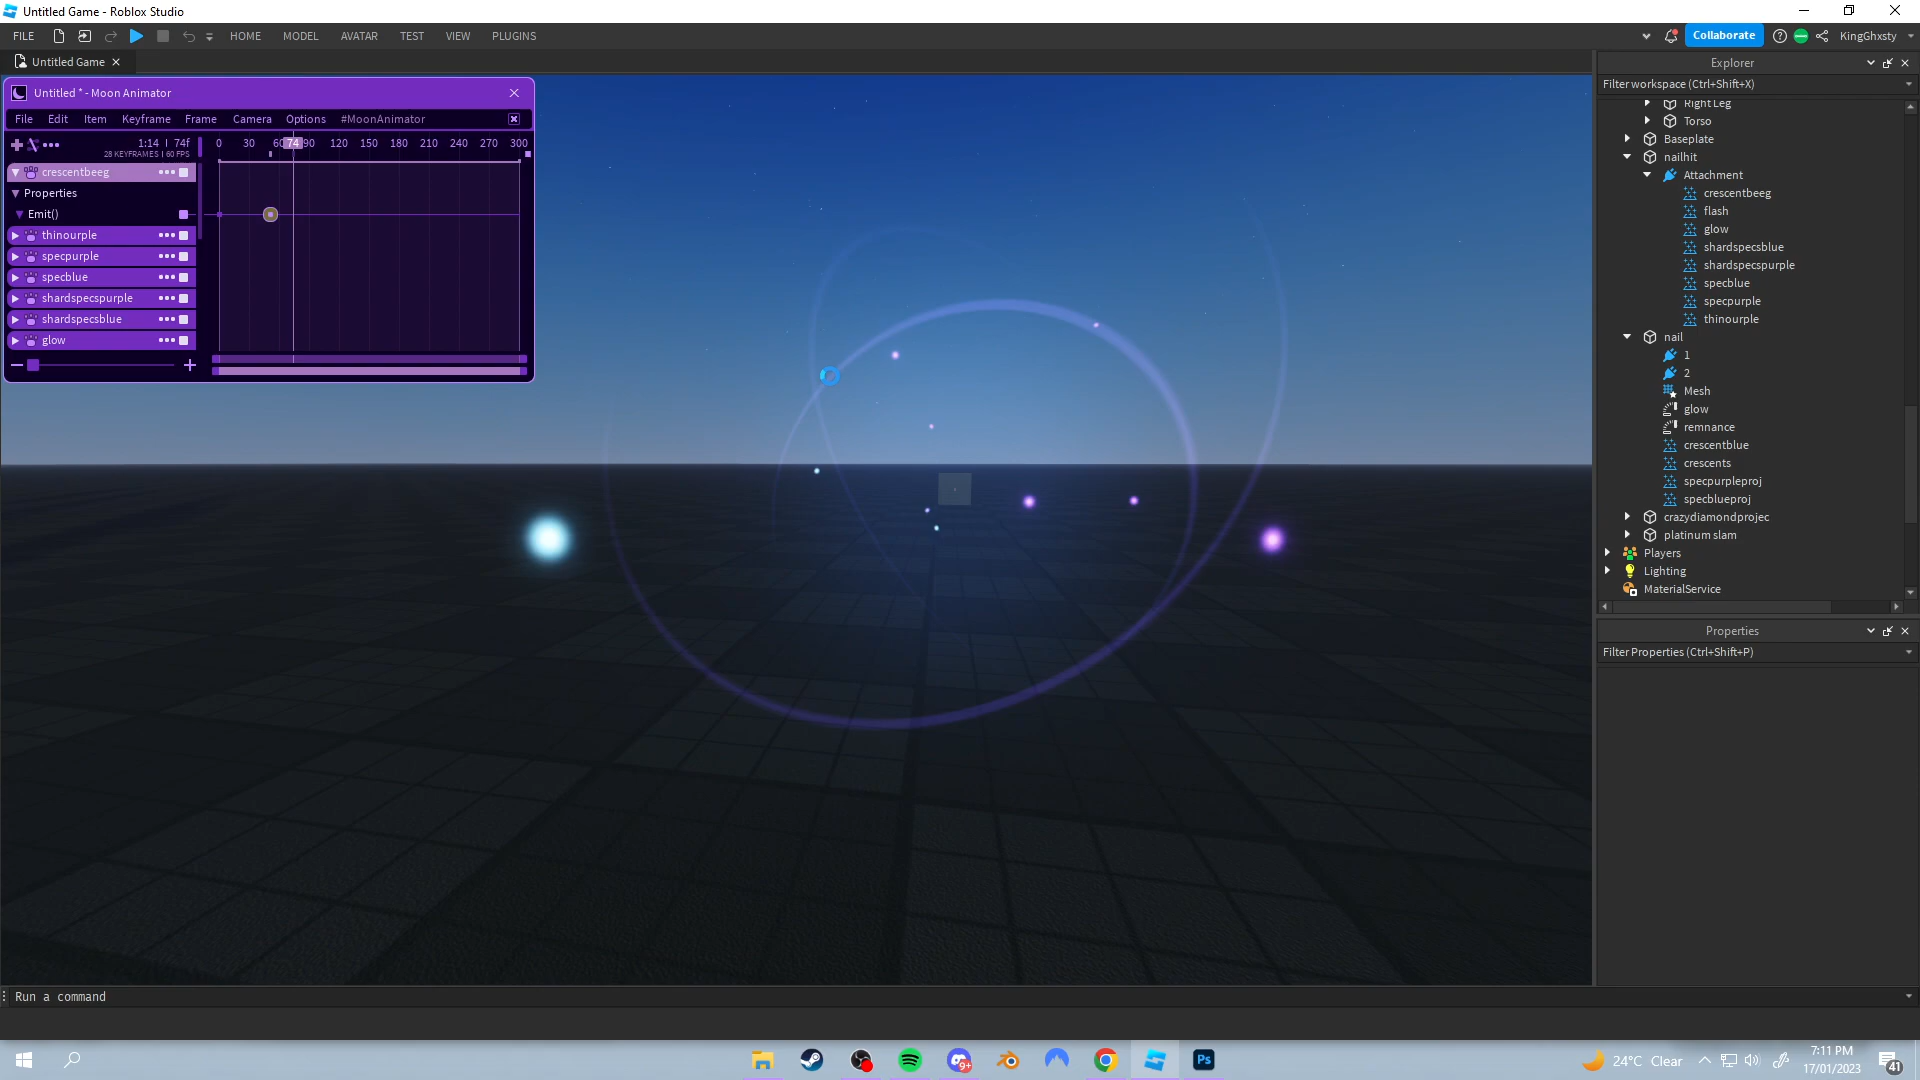 Untitled Game - Roblox Studio
FILE HOME MODEL AVATAR TEST VIEW PLUGINS Collaborate KingGhxsty
Untitled Game
Untitled * - Moon Animator
File Edit Item Keyframe Frame Camera Options #MoonAnimator
1:14 | 74f
28 KEYFRAMES | 60 FPS
0 30 60 74 90 120 150 180 210 240 270 300
crescentbeeg
Properties
Emit()
thinourple
specpurple
specblue
shardspecspurple
shardspecsblue
glow
Explorer
Filter workspace (Ctrl+Shift+X)
Right Leg
Torso
Baseplate
nailhit
Attachment
crescentbeeg
flash
glow
shardspecsblue
shardspecspurple
specblue
specpurple
thinourple
nail
1
2
Mesh
glow
remnance
crescentblue
crescents
specpurpleproj
specblueproj
crazydiamondprojec
platinum slam
Players
Lighting
MaterialService
Properties
Filter Properties (Ctrl+Shift+P)
Run a command
9+
Ps
24°C Clear
7:11 PM
17/01/2023
41